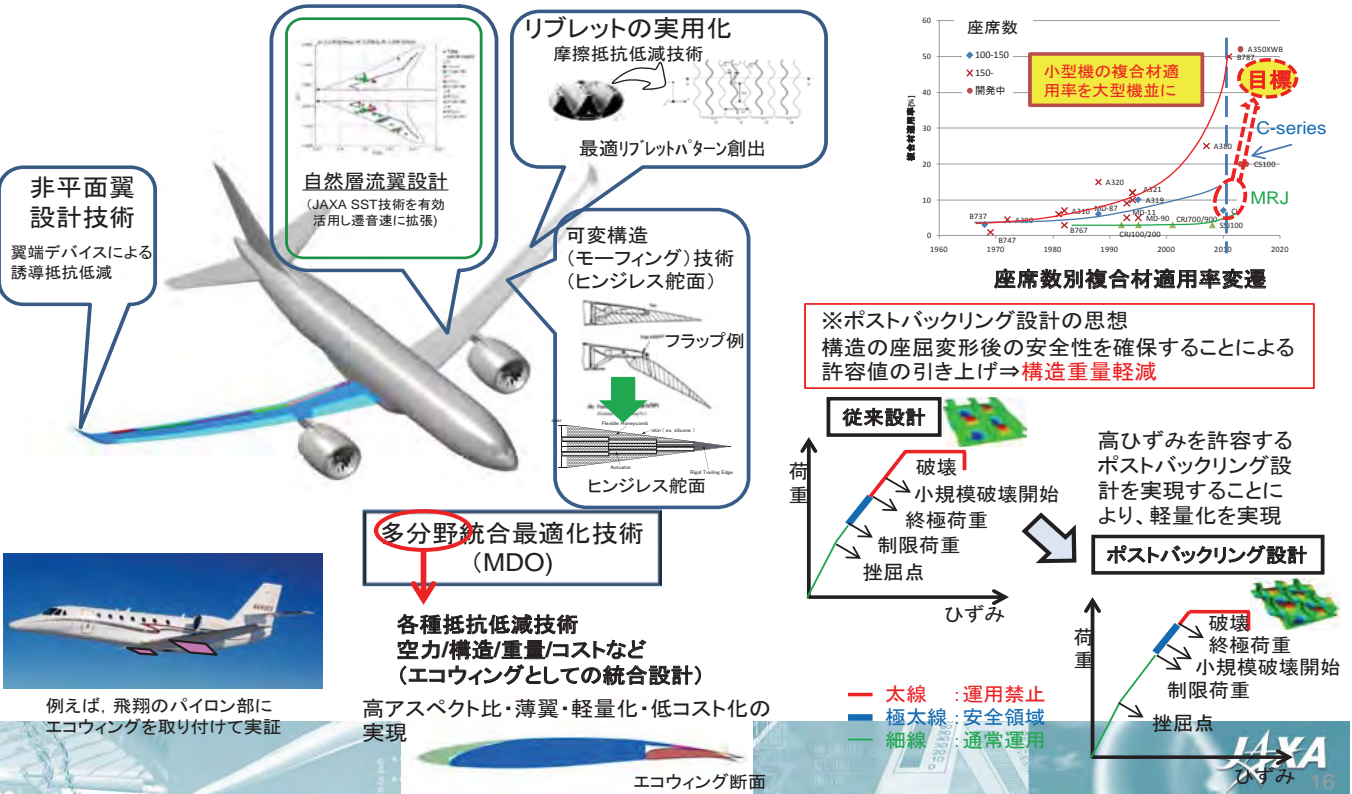 リブレットの実用化
摩擦抵抗低減技術
最適リブレットパターン創出
自然層流翼設計
(JAXA SST技術を有効
活用し遷音速に拡張)
非平面翼
設計技術
翼端デバイスによる
誘導抵抗低減
可変構造
(モーフィング)技術
(ヒンジレス舵面)
フラップ例
Flexible Honeycomb
skin ( ex. silicone )
Actuator
Rigid Trailing Edge
ヒンジレス舵面
多分野統合最適化技術
(MDO)
各種抵抗低減技術
空力/構造/重量/コストなど
(エコウィングとしての統合設計)
高アスペクト比・薄翼・軽量化・低コスト化の
実現
エコウィング断面
例えば, 飛翔のパイロン部に
エコウィングを取り付けて実証
複合材適用率[%]
60
50
40
30
20
10
0
1960
1970
1980
1990
2000
2010
2020
座席数
100-150
150-
開発中
小型機の複合材適
用率を大型機並に
目標
A350XWB
B787
C-series
A380
CS100
MRJ
A320
A321
A319
MD-87
A310
MD-11
MD-90
B737
A300
B747
B767
CRJ100/200
CRJ700/900
SSJ100
座席数別複合材適用率変遷
※ポストバックリング設計の思想
構造の座屈変形後の安全性を確保することによる
許容値の引き上げ⇒構造重量軽減
従来設計
荷重
破壊
小規模破壊開始
終極荷重
制限荷重
挫屈点
ひずみ
高ひずみを許容する
ポストバックリング設
計を実現することに
より、軽量化を実現
ポストバックリング設計
荷重
破壊
終極荷重
小規模破壊開始
制限荷重
挫屈点
ひずみ
太線 :運用禁止
極太線:安全領域
細線 :通常運用
JAXA
16